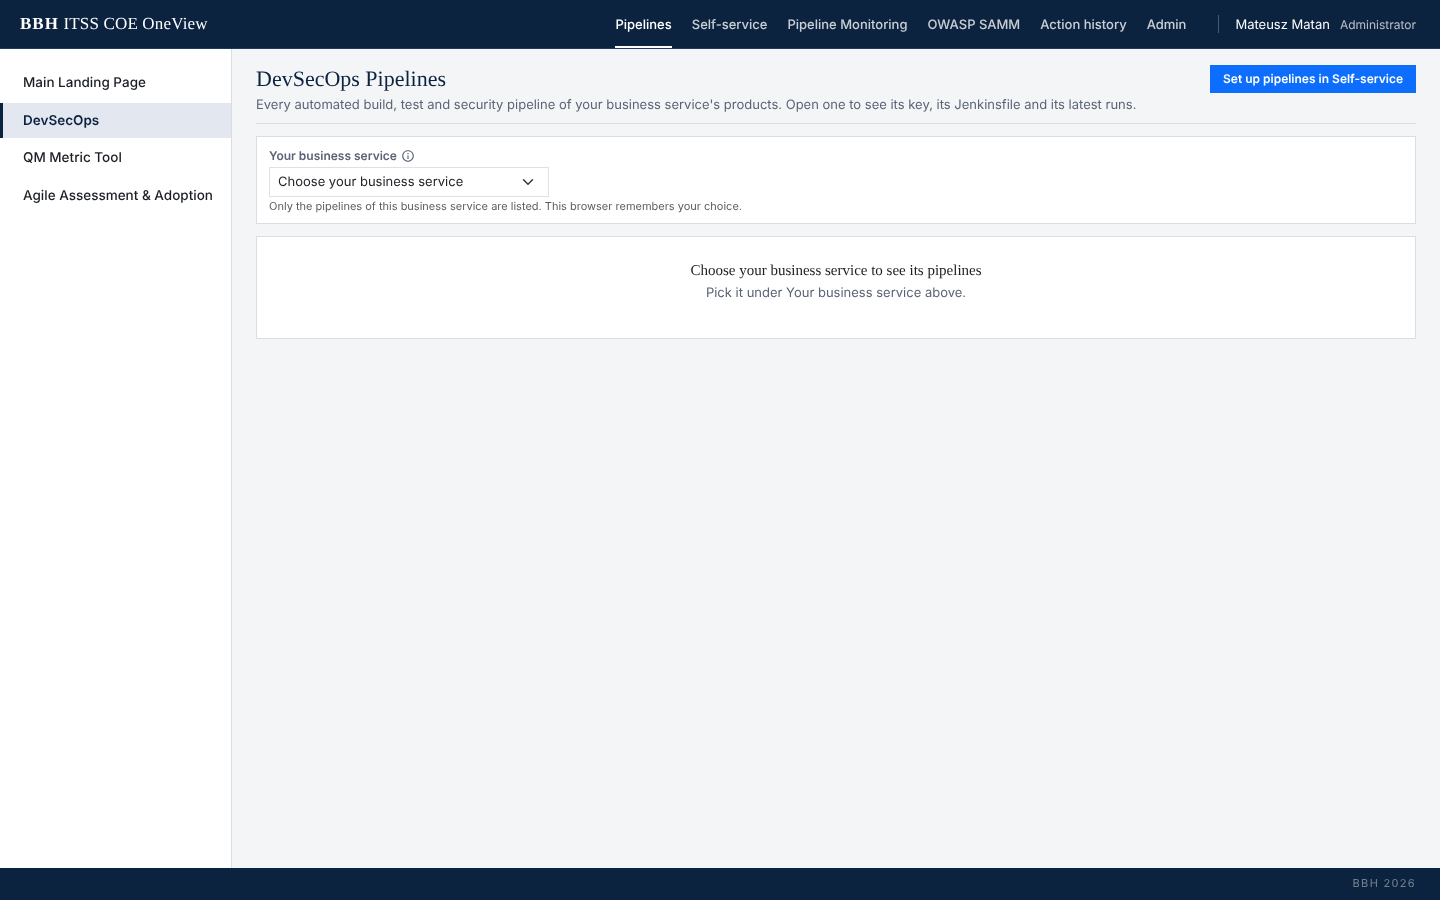 BBH ITSS COE OneView
Pipelines Self-service Pipeline Monitoring OWASP SAMM Action history Admin Mateusz Matan Administrator
Main Landing Page
DevSecOps
QM Metric Tool
Agile Assessment & Adoption
DevSecOps Pipelines
Set up pipelines in Self-service
Every automated build, test and security pipeline of your business service's products. Open one to see its key, its Jenkinsfile and its latest runs.
Your business service
Choose your business service
Only the pipelines of this business service are listed. This browser remembers your choice.
Choose your business service to see its pipelines
Pick it under Your business service above.
BBH 2026